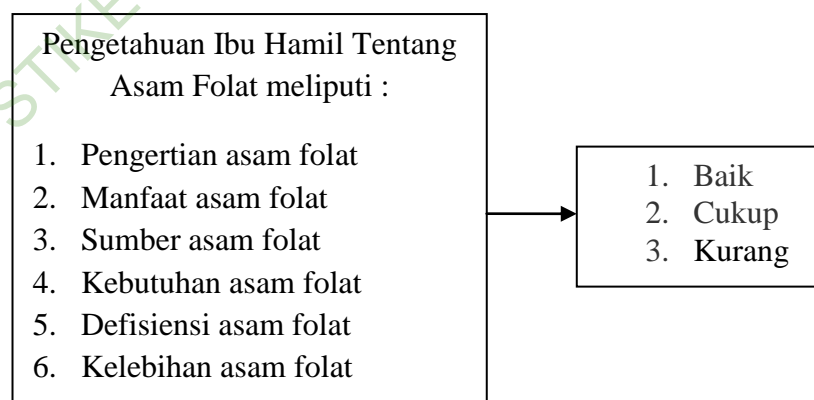 STIKE
Pengetahuan Ibu Hamil Tentang
Asam Folat meliputi :
1. Pengertian asam folat
2. Manfaat asam folat
3. Sumber asam folat
4. Kebutuhan asam folat
5. Defisiensi asam folat
6. Kelebihan asam folat
1. Baik
2. Cukup
3. Kurang